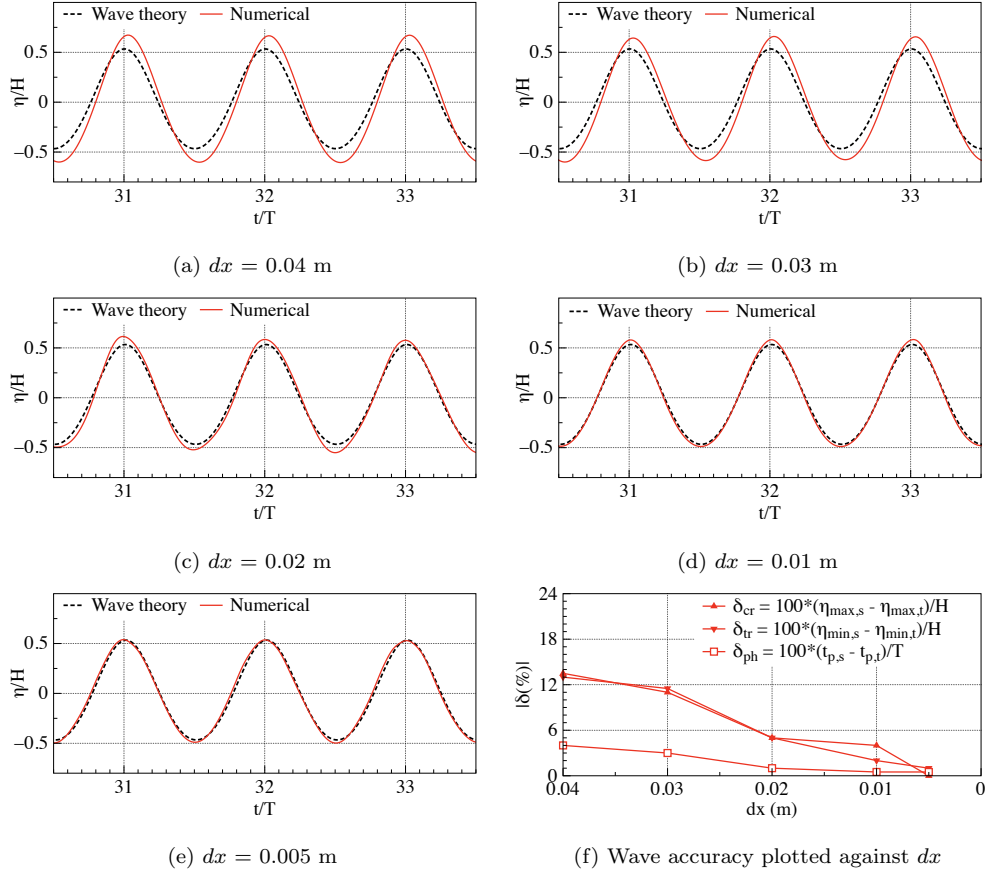 Wave theory Numerical
0.5
0
−0.5
η/H
31 32 33
t/T
(a) dx = 0.04 m
Wave theory Numerical
0.5
0
−0.5
η/H
31 32 33
t/T
(b) dx = 0.03 m
Wave theory Numerical
0.5
0
−0.5
η/H
31 32 33
t/T
(c) dx = 0.02 m
Wave theory Numerical
0.5
0
−0.5
η/H
31 32 33
t/T
(d) dx = 0.01 m
Wave theory Numerical
0.5
0
−0.5
η/H
31 32 33
t/T
(e) dx = 0.005 m
δcr = 100*(ηmax,s - ηmax,t)/H
δtr = 100*(ηmin,s - ηmin,t)/H
δph = 100*(tp,s - tp,t)/T
24
18
12
6
0
|δ(%)|
0.04 0.03 0.02 0.01 0
dx (m)
(f) Wave accuracy plotted against dx